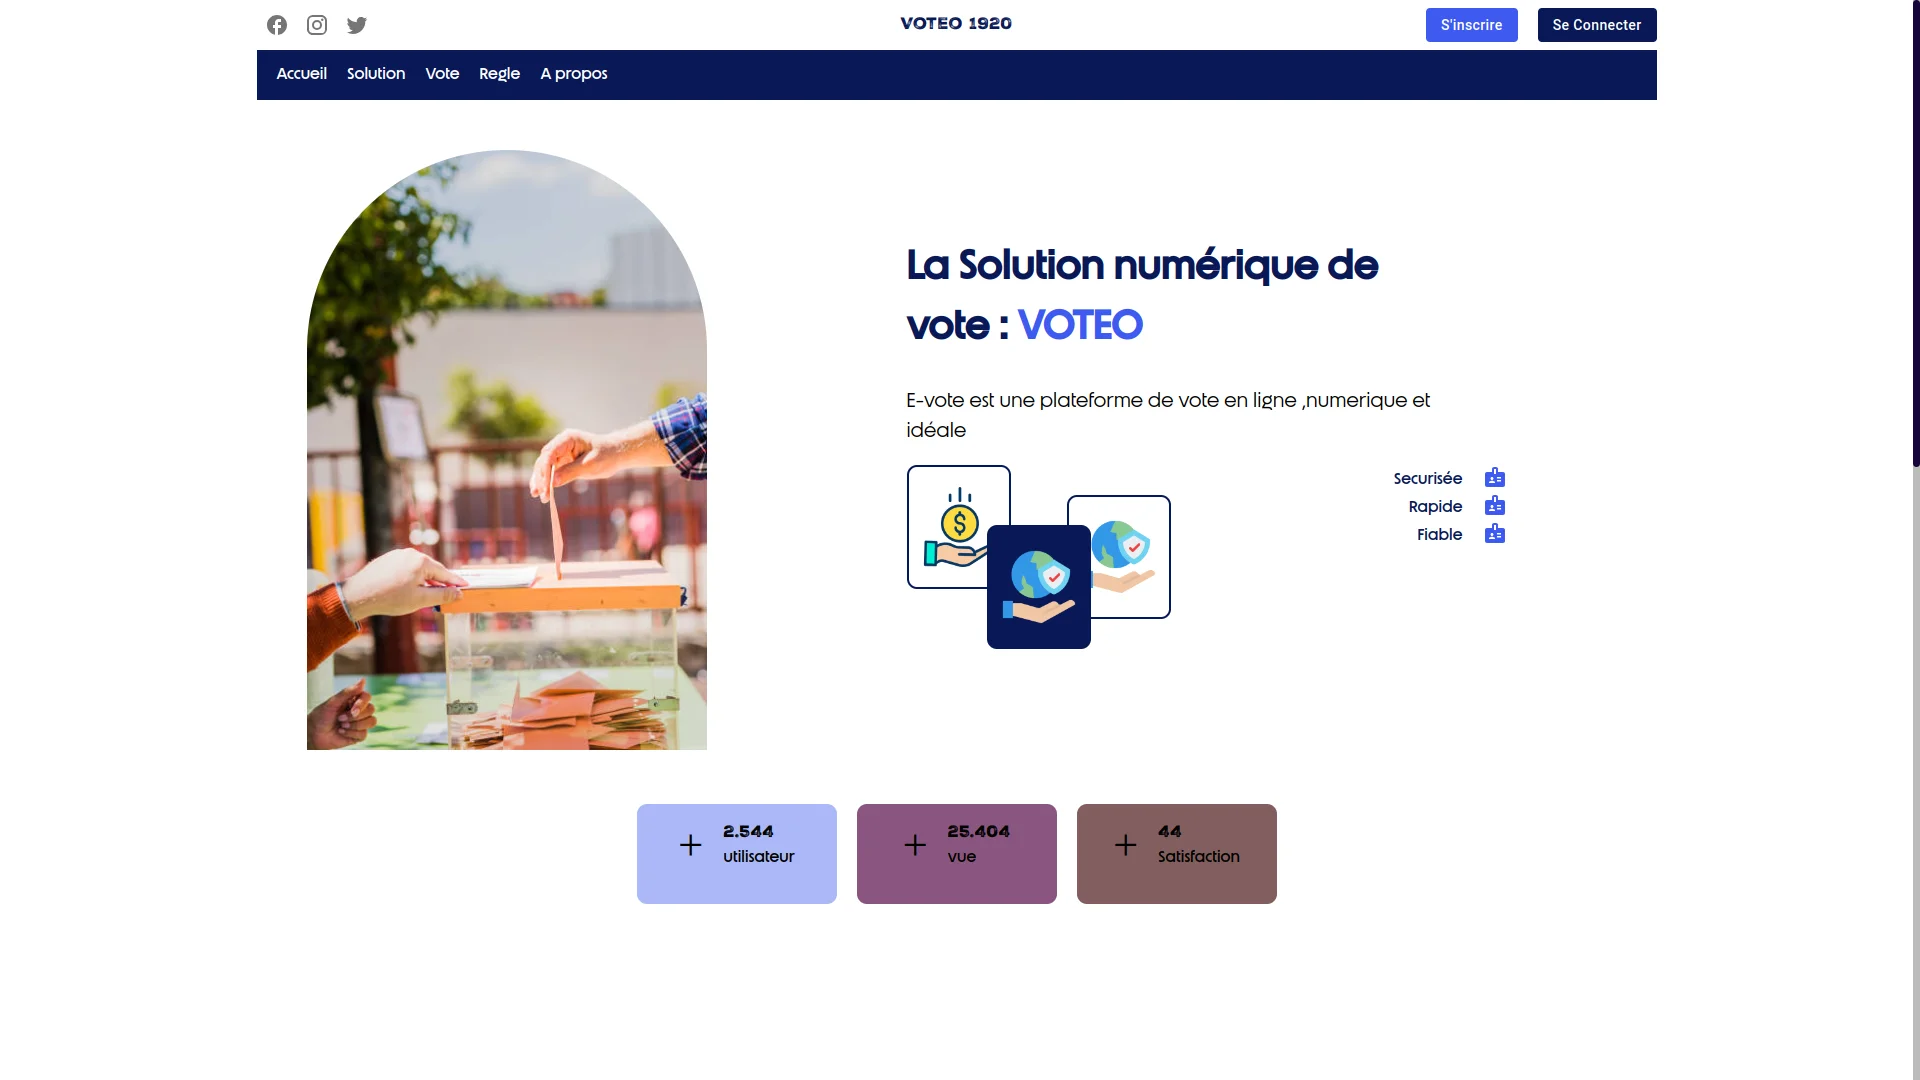 VOTEO 1920
S'inscrire
Se Connecter
Accueil
Solution
Vote
Regle
A propos
La Solution numérique de
vote : VOTEO
E-vote est une plateforme de vote en ligne ,numerique et
idéale
$
Securisée
Rapide
Fiable
2.544
utilisateur
25.404
vue
44
Satisfaction